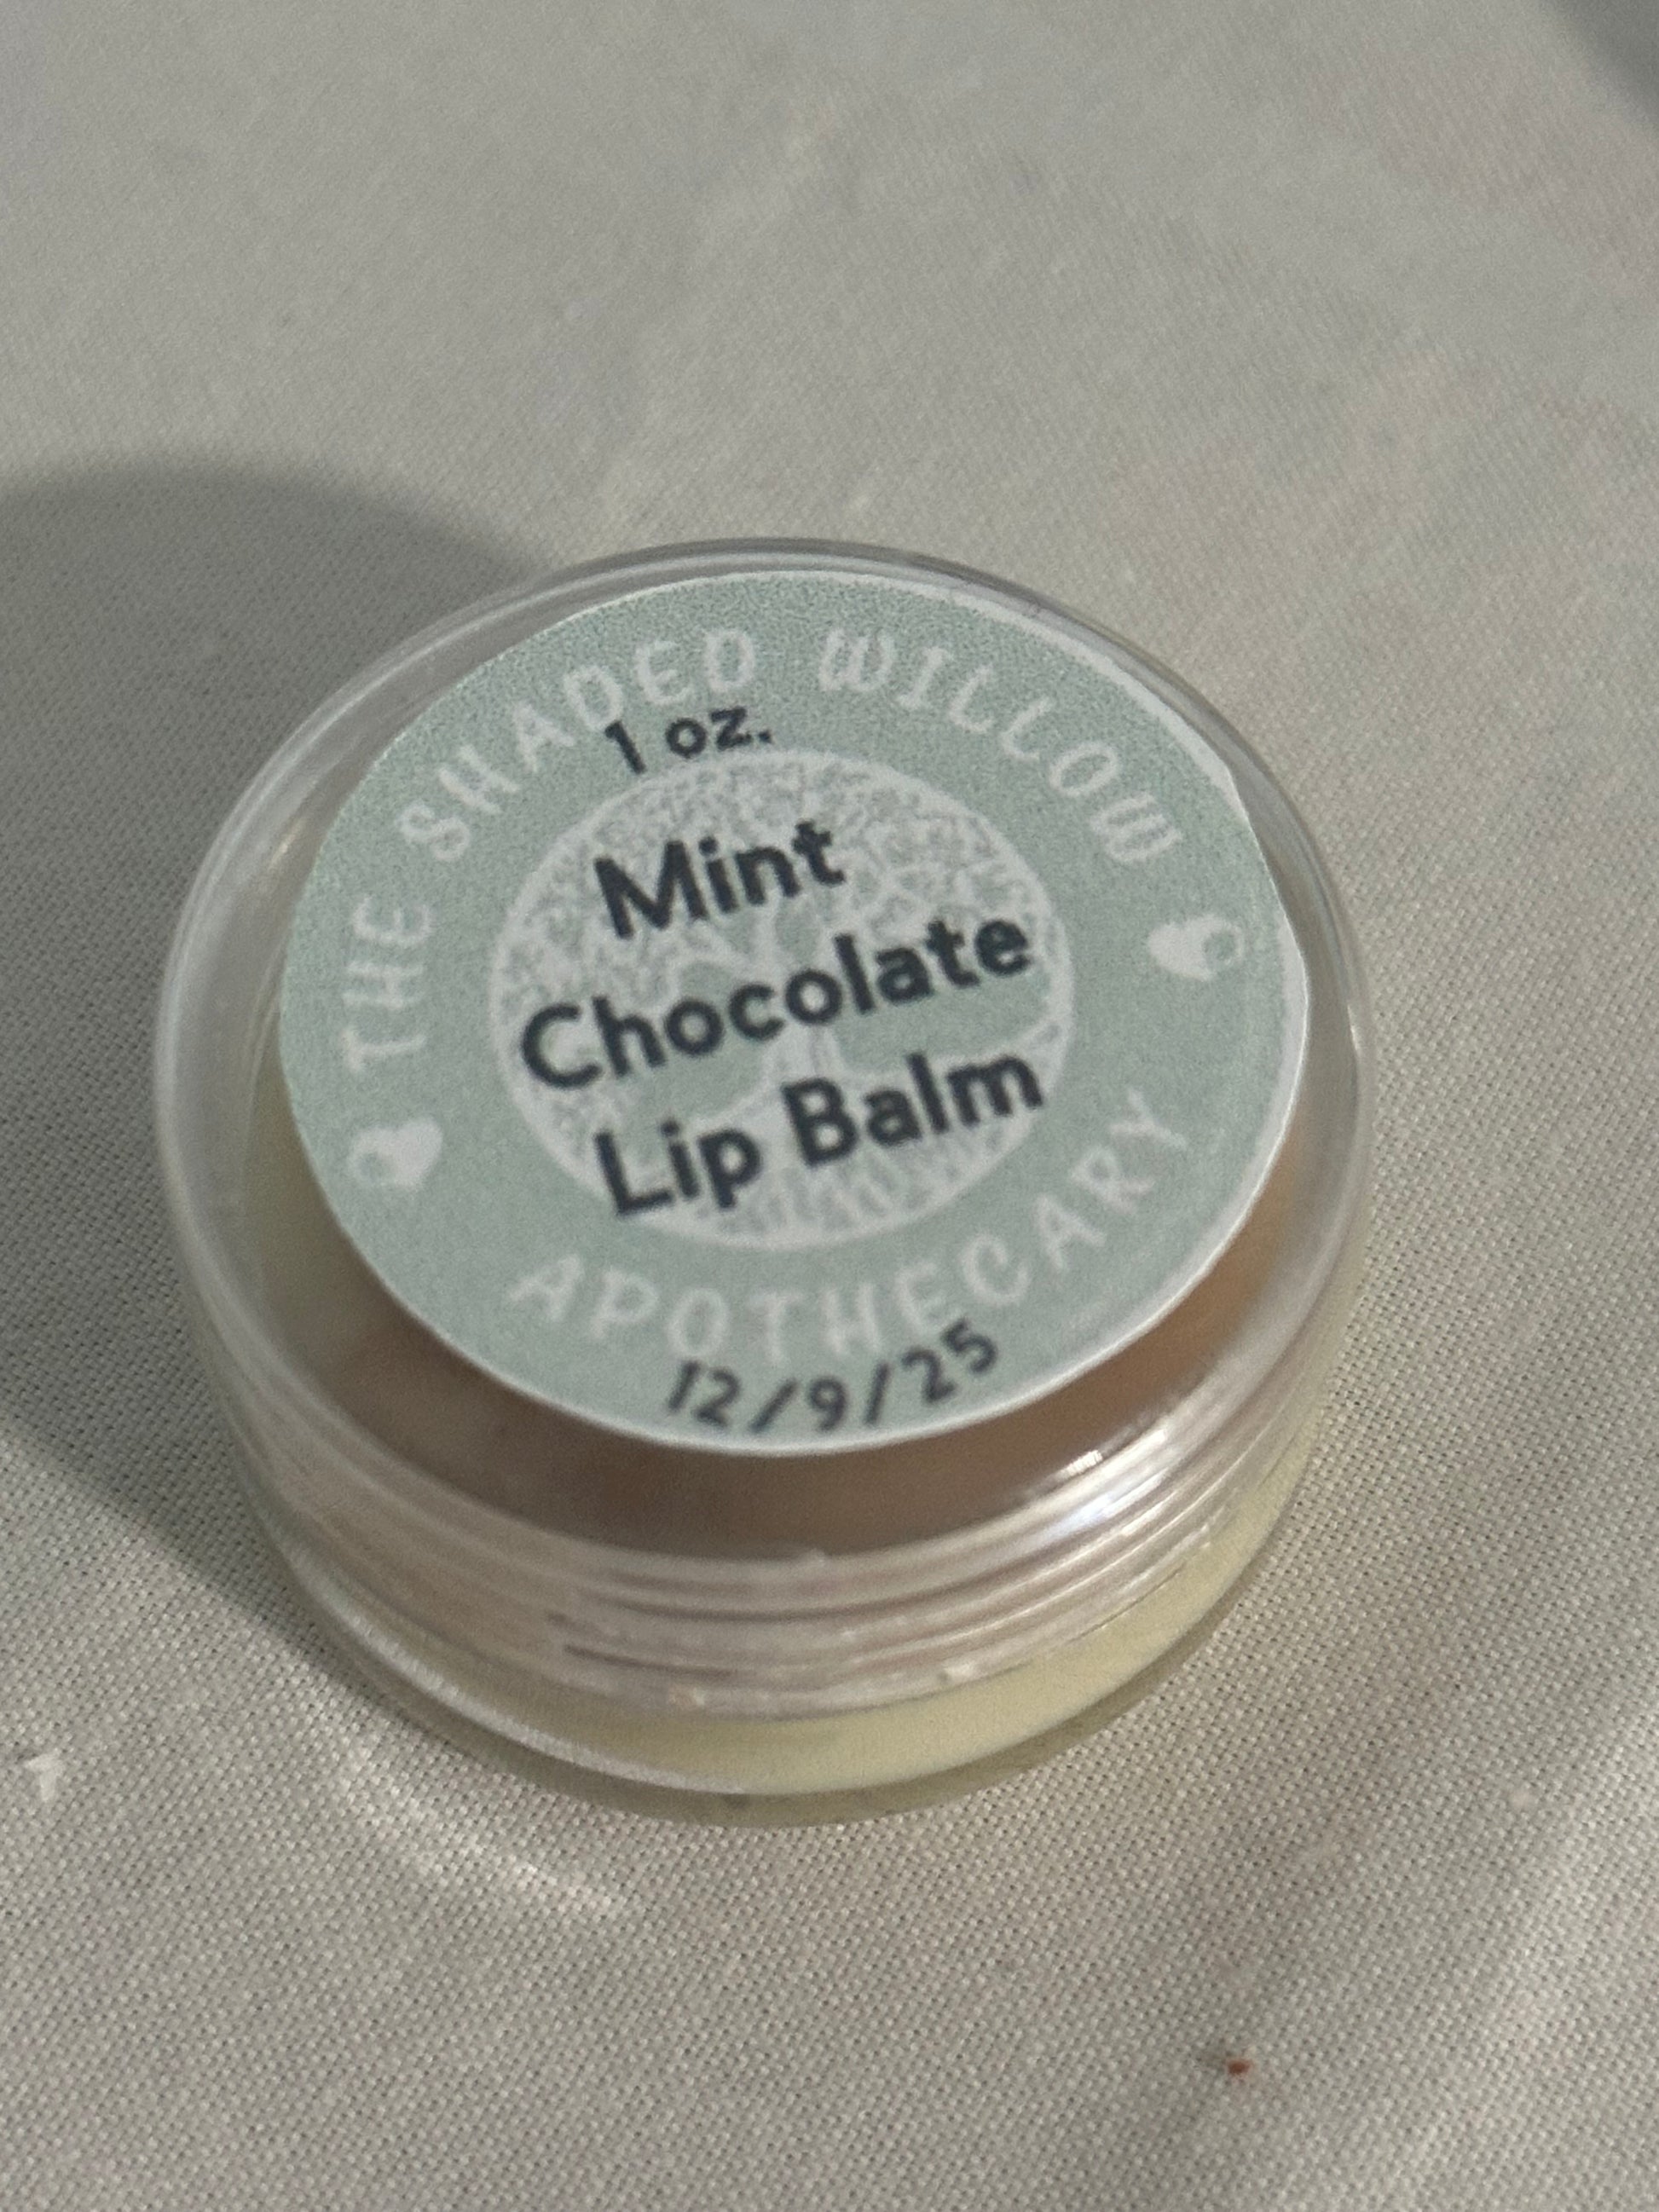 THE SHADED WILLOW
1 oz.
Mint
Chocolate
Lip Balm
APOTHECARY
12/9/25